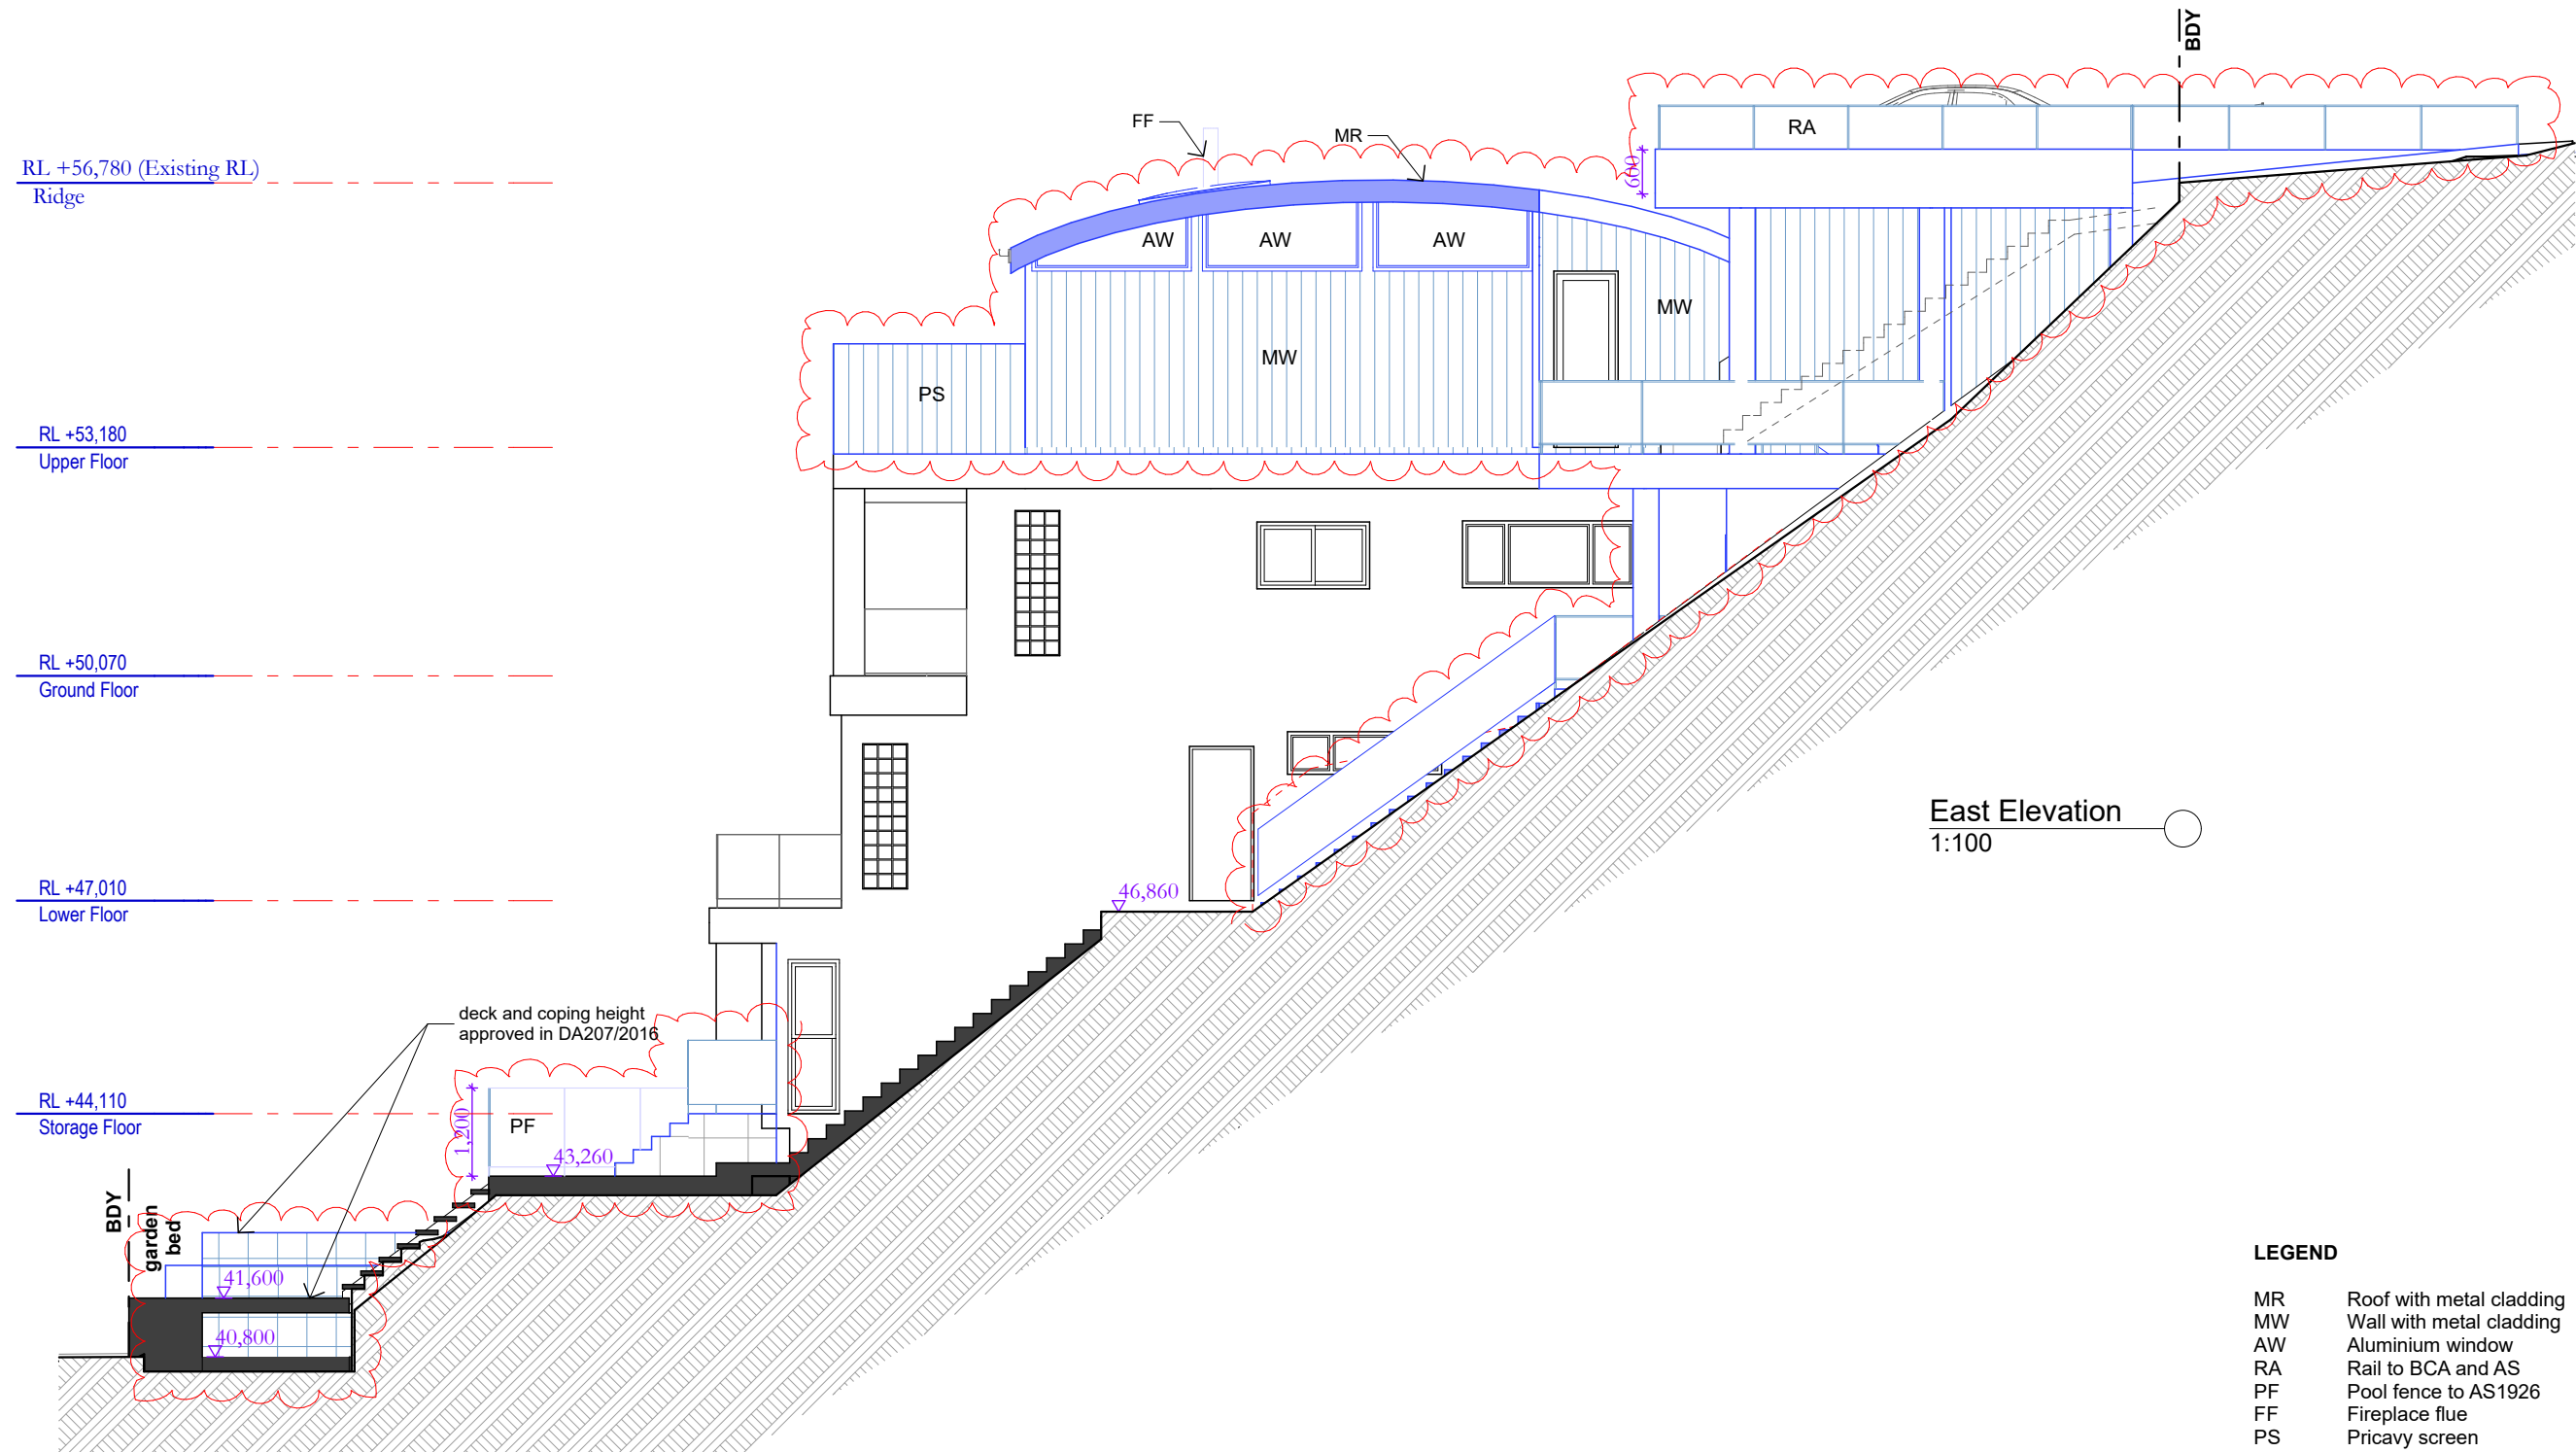 BDY
FF
MR
RA
RL +56,780 (Existing RL)
Ridge
600
AW
AW
AW
MW
MW
PS
RL +53,180
Upper Floor
RL +50,070
Ground Floor
East Elevation
1:100
RL +47,010
Lower Floor
46,860
deck and coping height
approved in DA207/2016
RL +44,110
Storage Floor
1,200
PF
43,260
BDY
garden
bed
41,600
40,800
LEGEND
MR Roof with metal cladding
MW Wall with metal cladding
AW Aluminium window
RA Rail to BCA and AS
PF Pool fence to AS1926
FF Fireplace flue
PS Pricavy screen